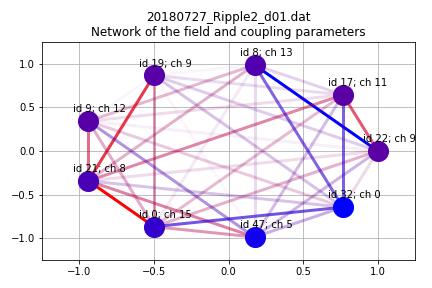 20180727_Ripple2_d01.dat
Network of the field and coupling parameters
id 8; ch 13
id 19; ch 9
id 17; ch 11
id 9; ch 12
id 22; ch 9
id 21; ch 8
id 32; ch 0
id 0; ch 15
id 47; ch 5
1.0
0.5
0.0
−0.5
−1.0
−1.0
−0.5
0.0
0.5
1.0